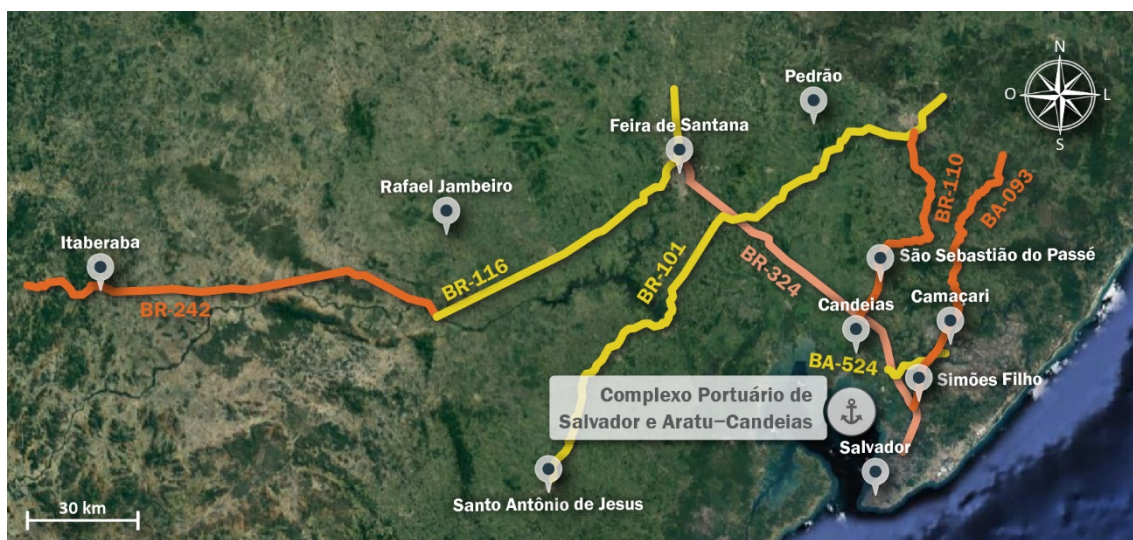 N
O
L
S
Pedrão
Feira de Santana
Rafael Jambeiro
Itaberaba
BR-116
BR-242
BR-101
BR-324
BR-110
BA-093
São Sebastião do Passé
Candeias
Camaçari
BA-524
Simões Filho
Complexo Portuário de
Salvador e Aratu–Candeias
Salvador
Santo Antônio de Jesus
30 km